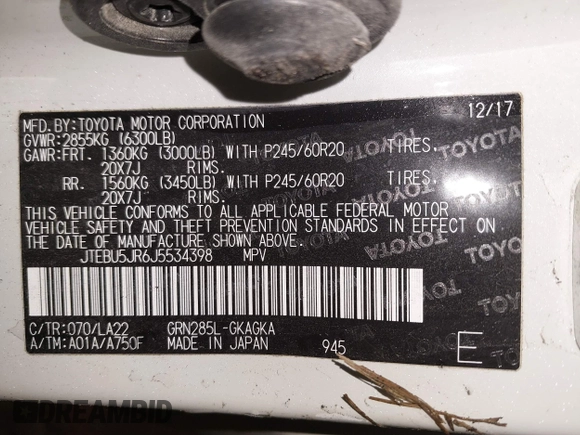 12/17
MFD.BY:TOYOTA MOTOR CORPORATION
GVWR:2855KG (6300LB)
GAWR:FRT. 1360KG (3000LB) WITH P245/60R20 TIRES,
20X7J RIMS.
RR. 1560KG (3450LB) WITH P245/60R20 TIRES,
20X7J RIMS.
THIS VEHICLE CONFORMS TO ALL APPLICABLE FEDERAL MOTOR
VEHICLE SAFETY AND THEFT PREVENTION STANDARDS IN EFFECT ON
THE DATE OF MANUFACTURE SHOWN ABOVE.
JTEBU5JR6J5534398 MPV
C/TR:070/LA22 GRN285L-GKAGKA
A/TM:A01A/A750F MADE IN JAPAN 945 E
TOYOTA TOYOTA TOYOTA
DREAMBID